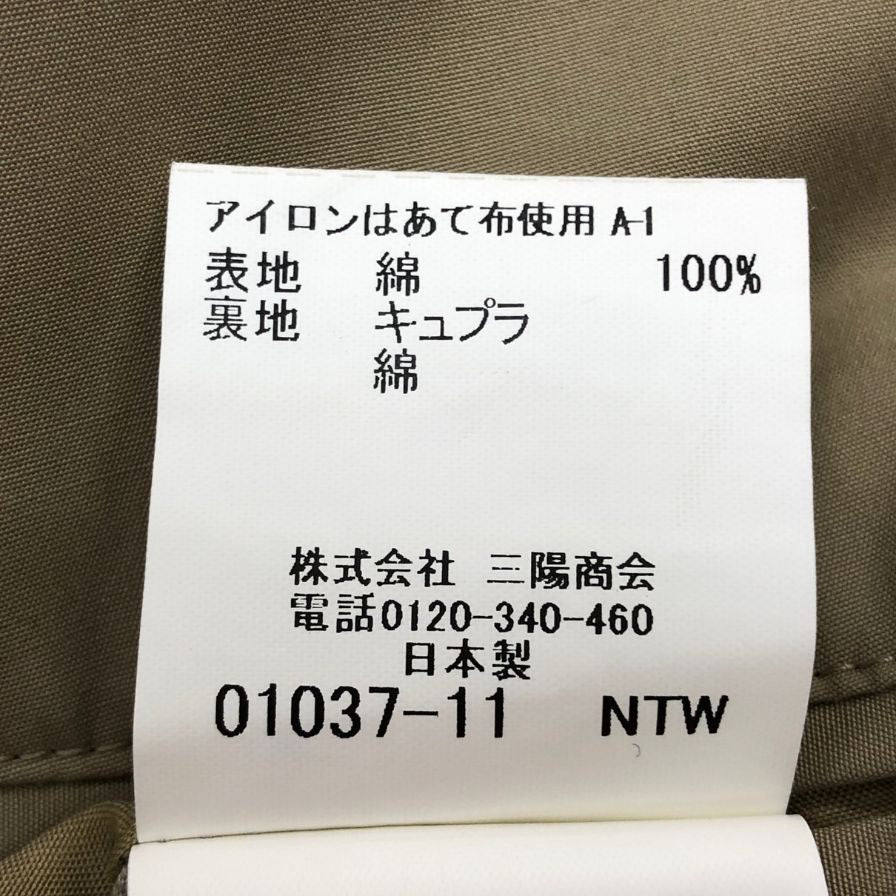 アイロンはあて布使用 A-1
表地 綿 100%
裏地 キュプラ
綿
株式会社 三陽商会
電話0120-340-460
日本製
01037-11 NTW